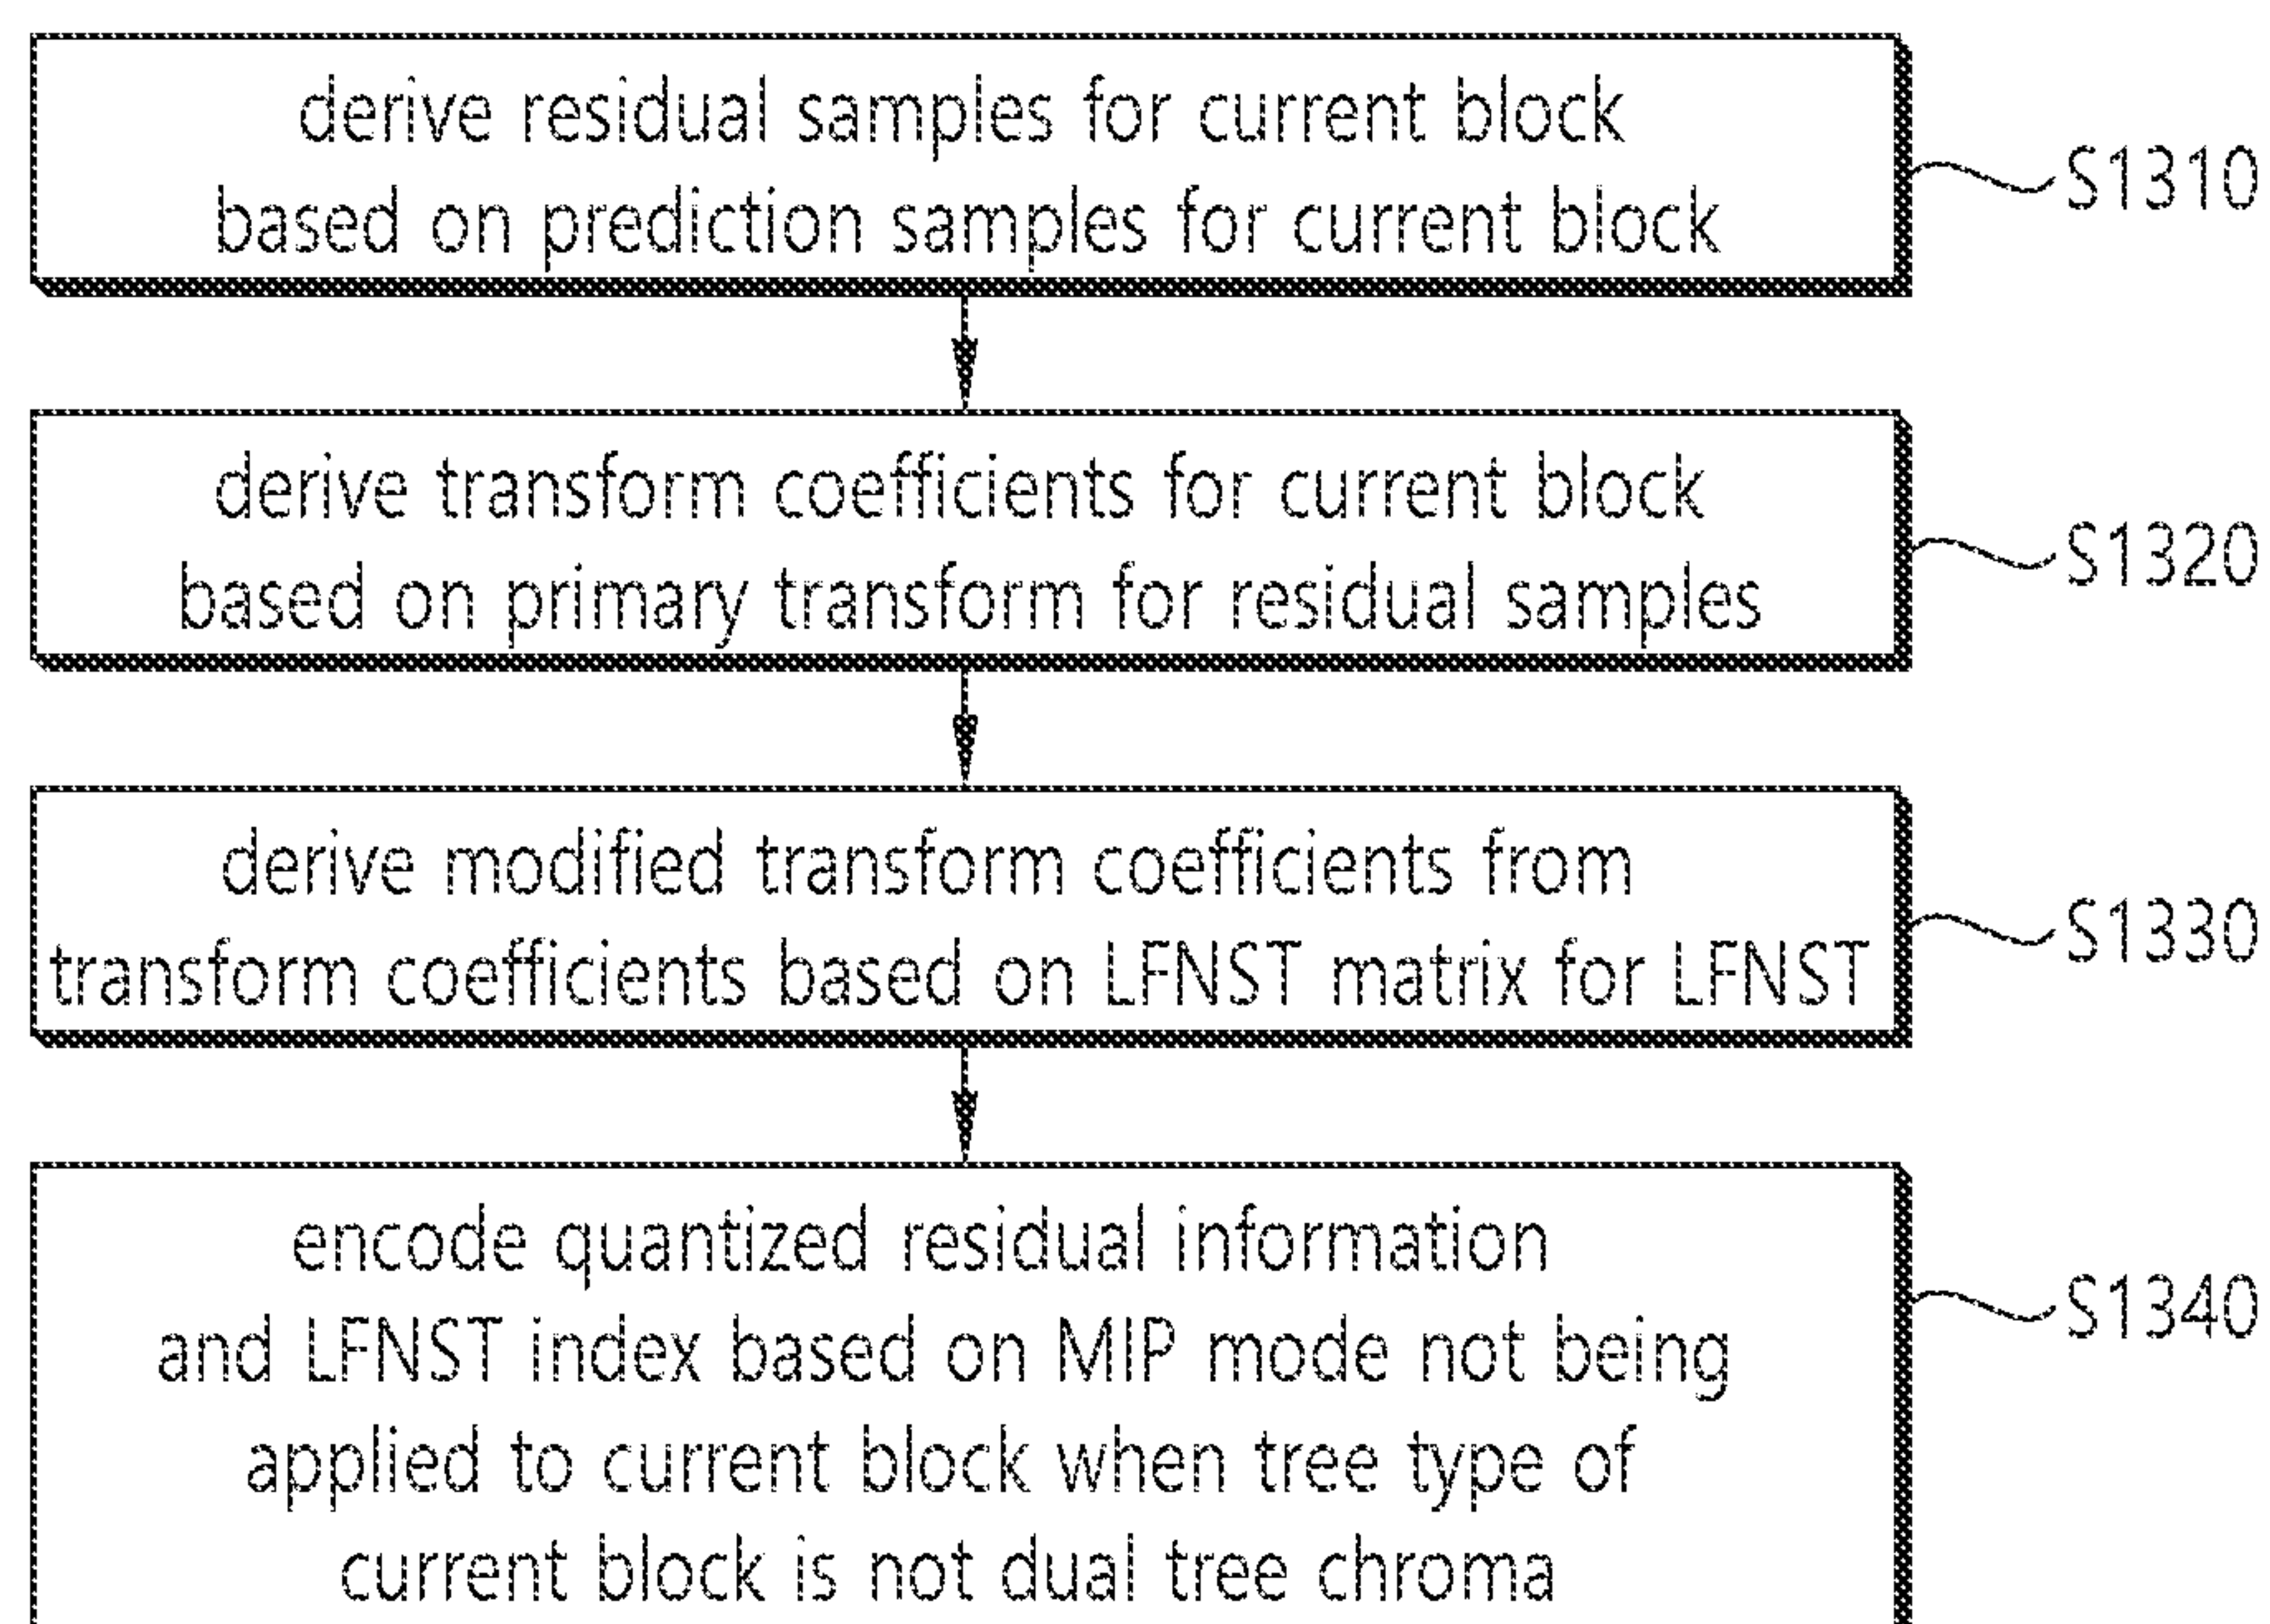 derive residual samples for current block
based on prediction samples for current block
S1310
derive transform coefficients for current block
based on primary transform for residual samples
S1320
derive modified transform coefficients from
transform coefficients based on LFNST matrix for LFNST
S1330
encode quantized residual information
and LFNST index based on MIP mode not being
applied to current block when tree type of
current block is not dual tree chroma
S1340